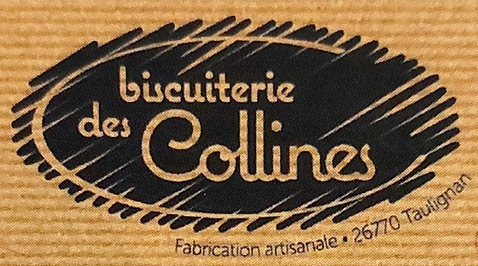 biscuiterie
des Collines
Fabrication artisanale • 26770 Taulignan